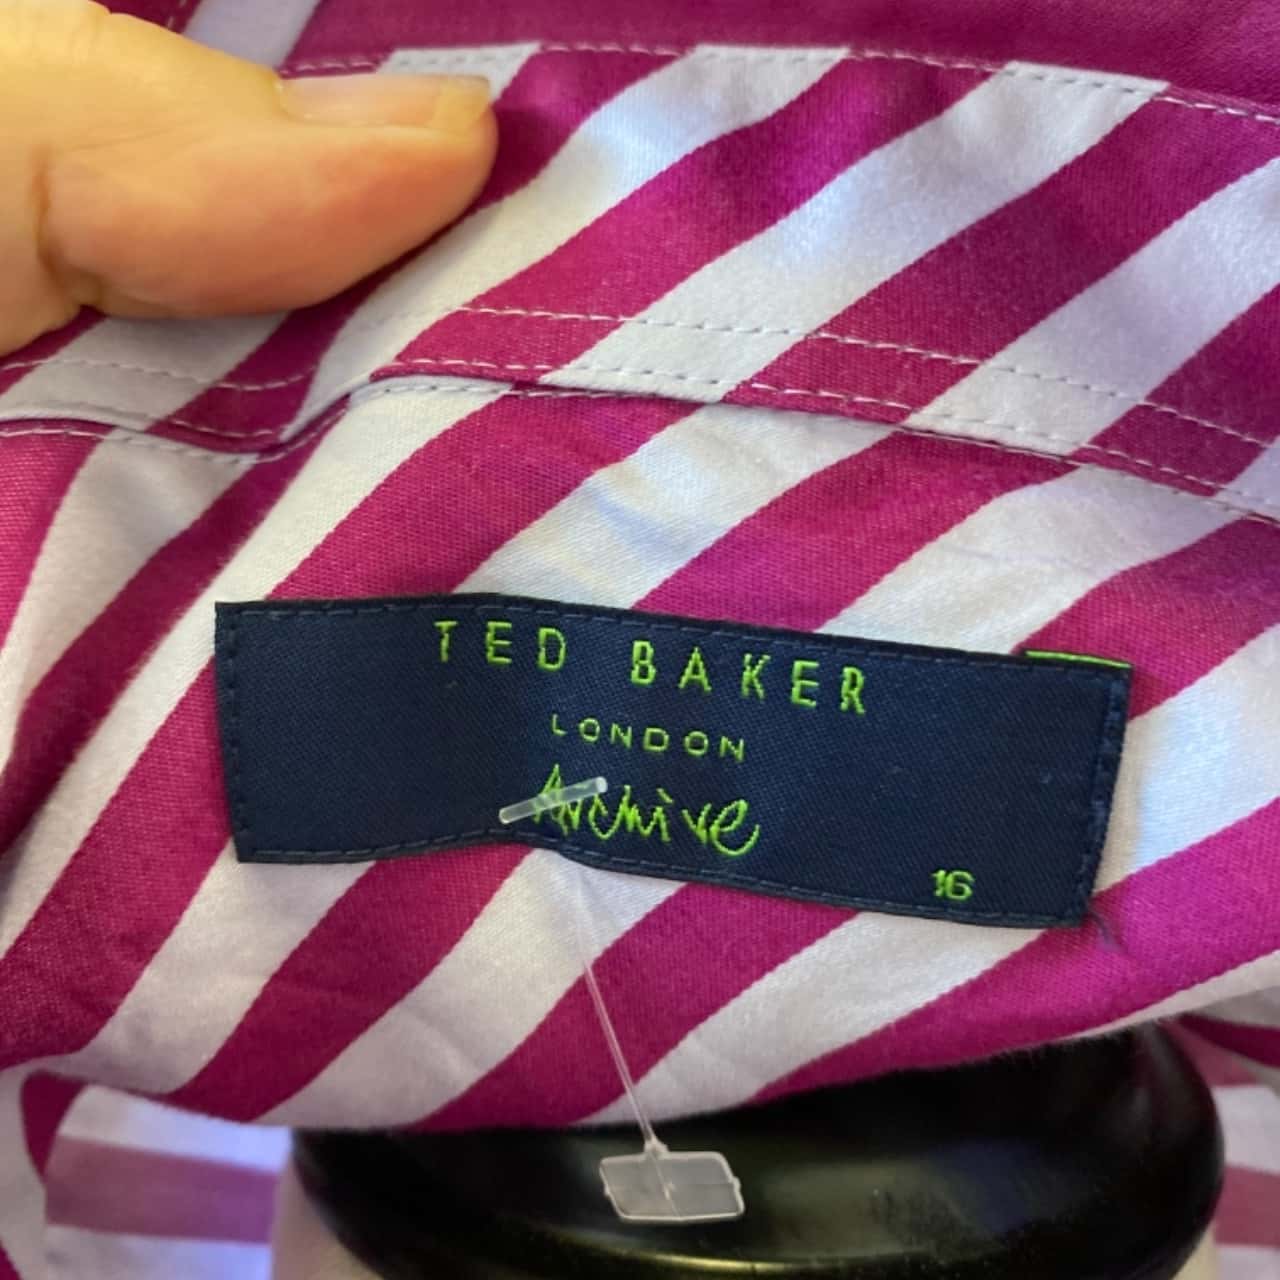 TED BAKER
LONDON
Archive
16